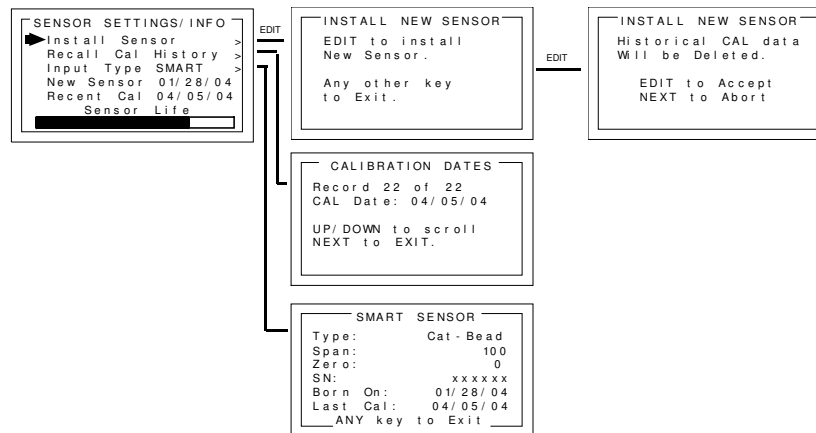 SENSOR SETTINGS/INFO
Install Sensor >
Recall Cal History >
Input Type SMART >
New Sensor 01/28/04
Recent Cal 04/05/04
Sensor Life
EDIT
INSTALL NEW SENSOR
EDIT to install
New Sensor.
Any other key
to Exit.
EDIT
INSTALL NEW SENSOR
Historical CAL data
Will be Deleted.
EDIT to Accept
NEXT to Abort
CALIBRATION DATES
Record 22 of 22
CAL Date: 04/05/04
UP/DOWN to scroll
NEXT to EXIT.
SMART SENSOR
Type: Cat-Bead
Span: 100
Zero: 0
SN: xxxxxx
Born On: 01/28/04
Last Cal: 04/05/04
ANY key to Exit